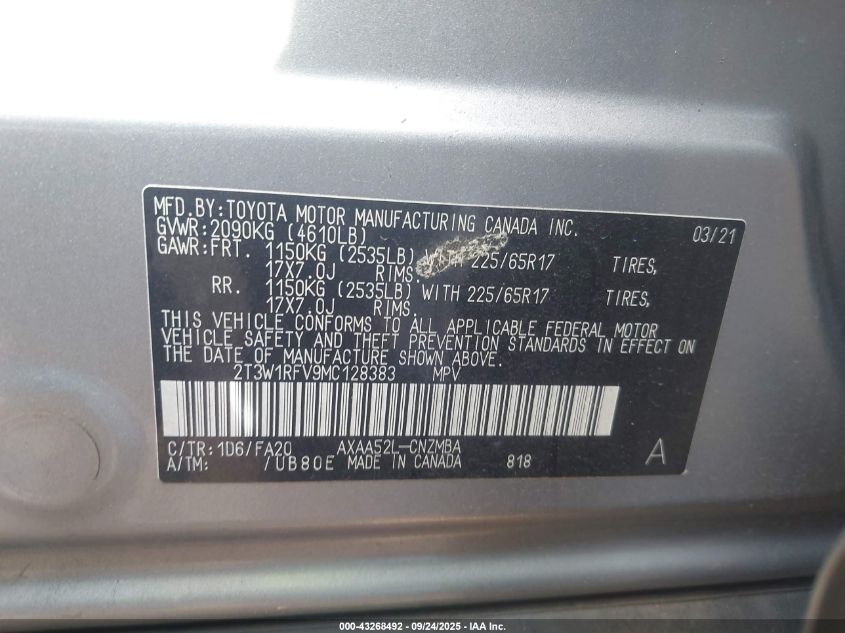 MFD.BY:TOYOTA MOTOR MANUFACTURING CANADA INC. 03/21
GVWR:2090KG (4610LB)
GAWR:FRT. 1150KG (2535LB) WITH 225/65R17 TIRES,
17X7.0J RIMS.
RR. 1150KG (2535LB) WITH 225/65R17 TIRES,
17X7.0J RIMS.
THIS VEHICLE CONFORMS TO ALL APPLICABLE FEDERAL MOTOR
VEHICLE SAFETY AND THEFT PREVENTION STANDARDS IN EFFECT ON
THE DATE OF MANUFACTURE SHOWN ABOVE.
2T3W1RFV9MC128383 MPV
C/TR:1D6/FA20 AXAA52L-CNZMBA A
A/TM: /UB80E MADE IN CANADA 818
000-43268492 - 09/24/2025 - IAA Inc.